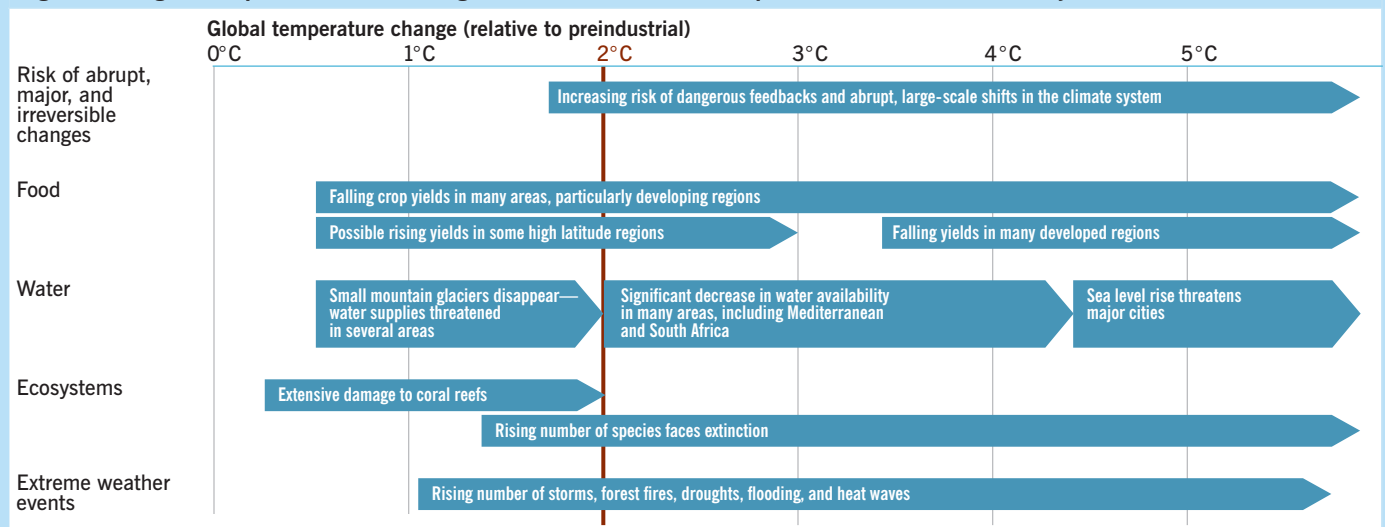 Global temperature change (relative to preindustrial)
0°C 1°C 2°C 3°C 4°C 5°C
Risk of abrupt,
major, and
irreversible
changes
Increasing risk of dangerous feedbacks and abrupt, large-scale shifts in the climate system
Food
Falling crop yields in many areas, particularly developing regions
Possible rising yields in some high latitude regions
Falling yields in many developed regions
Water
Small mountain glaciers disappear—
water supplies threatened
in several areas
Significant decrease in water availability
in many areas, including Mediterranean
and South Africa
Sea level rise threatens
major cities
Ecosystems
Extensive damage to coral reefs
Rising number of species faces extinction
Extreme weather
events
Rising number of storms, forest fires, droughts, flooding, and heat waves